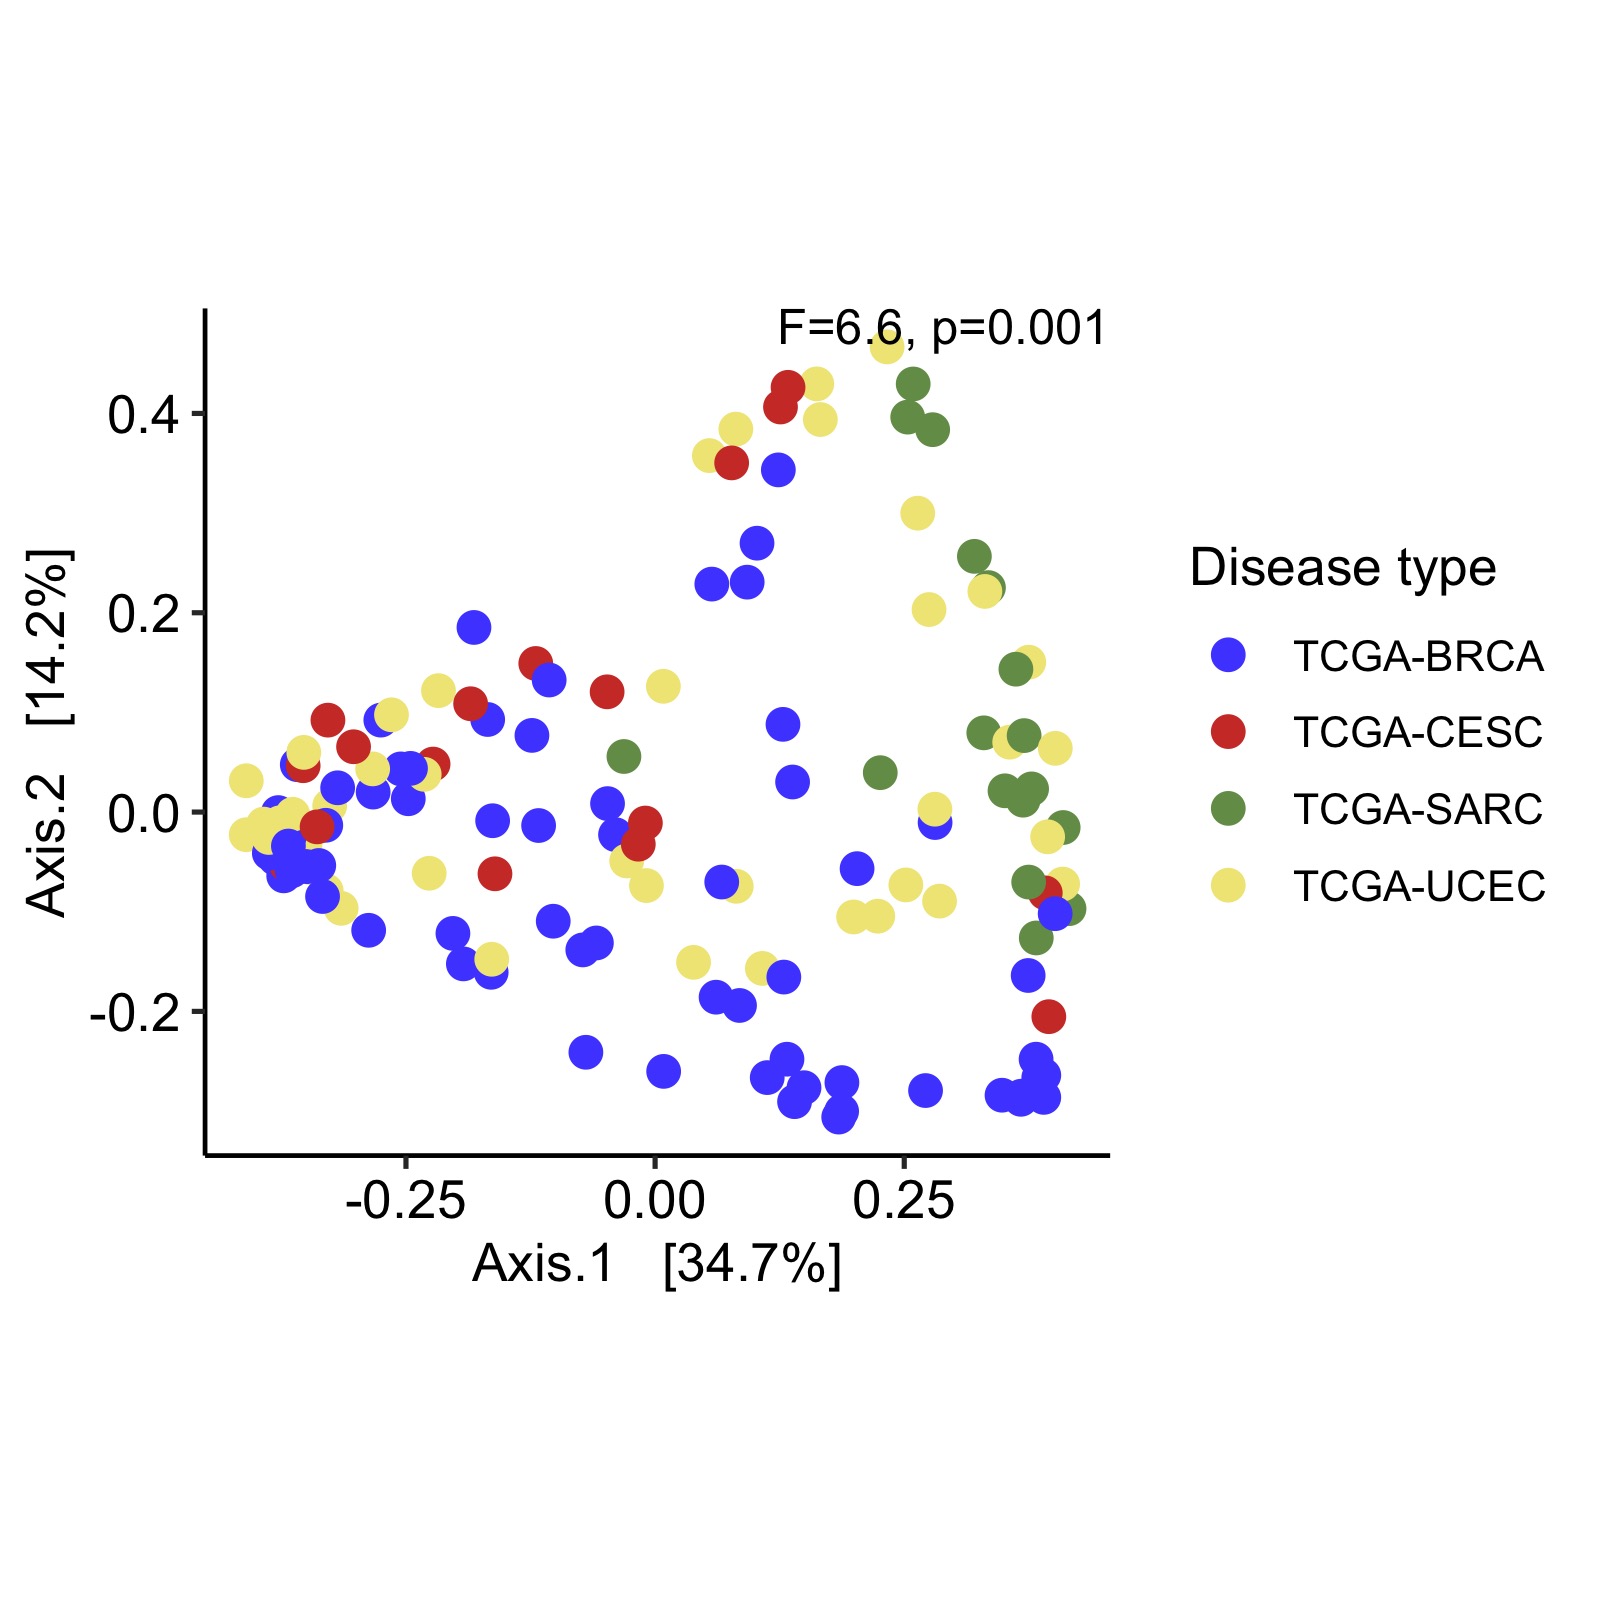 F=6.6, p=0.001
0.4
0.2
0.0
-0.2
Axis.2 [14.2%]
-0.25 0.00 0.25
Axis.1 [34.7%]
Disease type
TCGA-BRCA
TCGA-CESC
TCGA-SARC
TCGA-UCEC